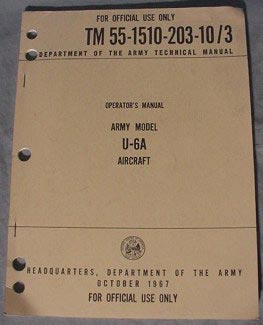 FOR OFFICIAL USE ONLY
TM 55-1510-203-10/3
DEPARTMENT OF THE ARMY TECHNICAL MANUAL
OPERATOR'S MANUAL
ARMY MODEL
U-6A
AIRCRAFT
HEADQUARTERS, DEPARTMENT OF THE ARMY
OCTOBER 1967
FOR OFFICIAL USE ONLY